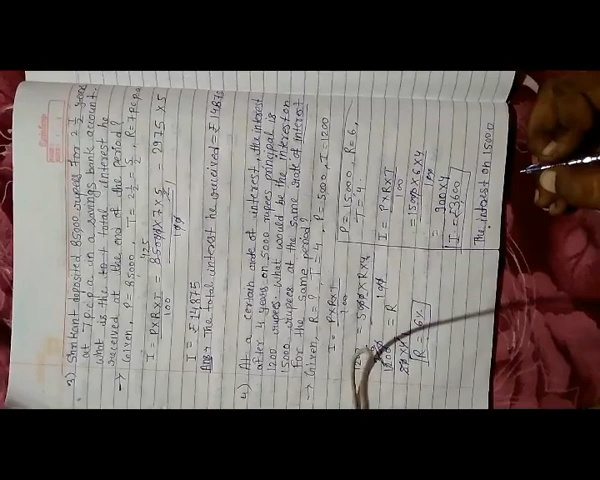 3) Shrikant deposited 85000 rupees for 2 1/2 years
at 7 p.c.p.a in a savings bank account.
what is the total interest he
received at the end of the period?
→ Given, P = 85000, T = 2 1/2 = 5/2, R = 7 p.c.p.a
I = P×R×T / 100 = 85000 × 7 × 5/2 / 100 = 2975 × 5
425
I = ₹ 14875
Ans → The total interest he received = ₹ 14875
4) At a certain rate of interest, the interest
after 4 years on 5000 rupees principal is
1200 rupees. What would be the interest on
15000 rupees at the same rate of interest
for the same period?
→ Given, R = ?, T = 4, P = 5000, I = 1200
I = P×R×T / 100
= 5000 × R × 4 / 100
= R
R = 6%
P = 15,000, R = 6,
T = 4.
I = P×R×T / 100
= 15000 × 6 × 4 / 100
= 900 × 4
I = ₹3600
The interest on 15000